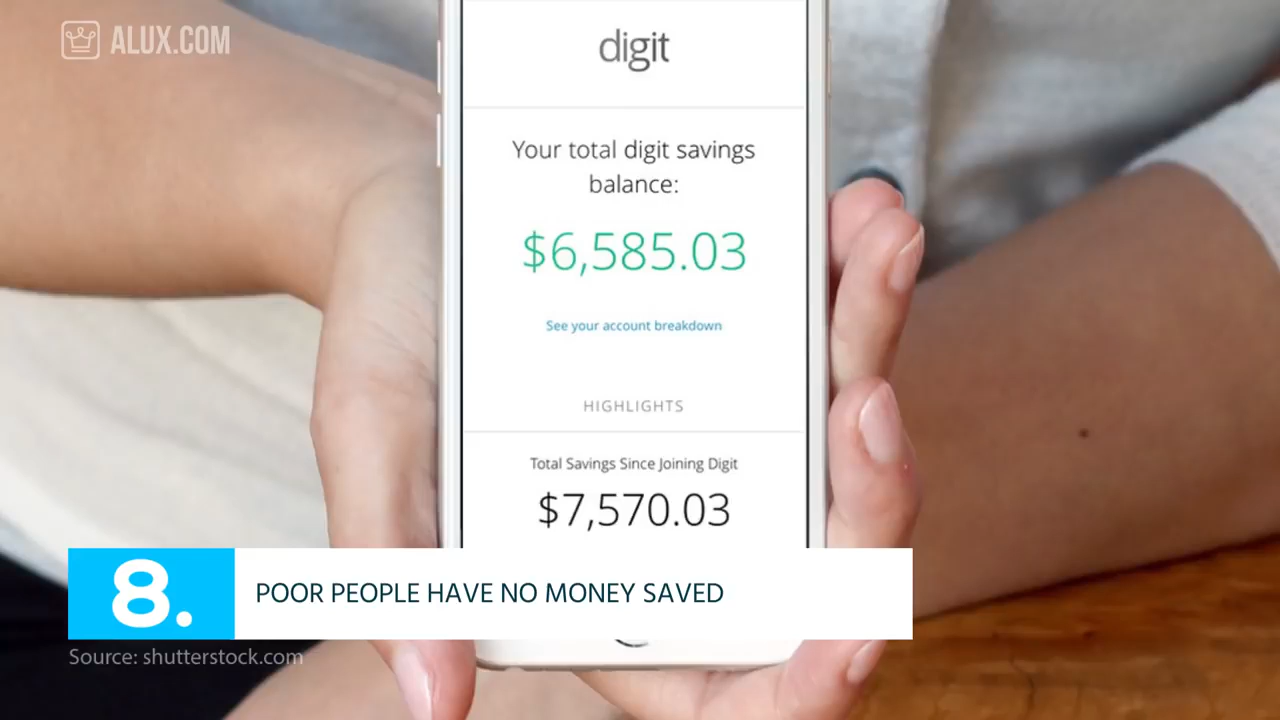 ALUX.COM
digit
Your total digit savings
balance:
$6,585.03
See your account breakdown
HIGHLIGHTS
Total Savings Since Joining Digit
$7,570.03
8.
POOR PEOPLE HAVE NO MONEY SAVED
Source: shutterstock.com